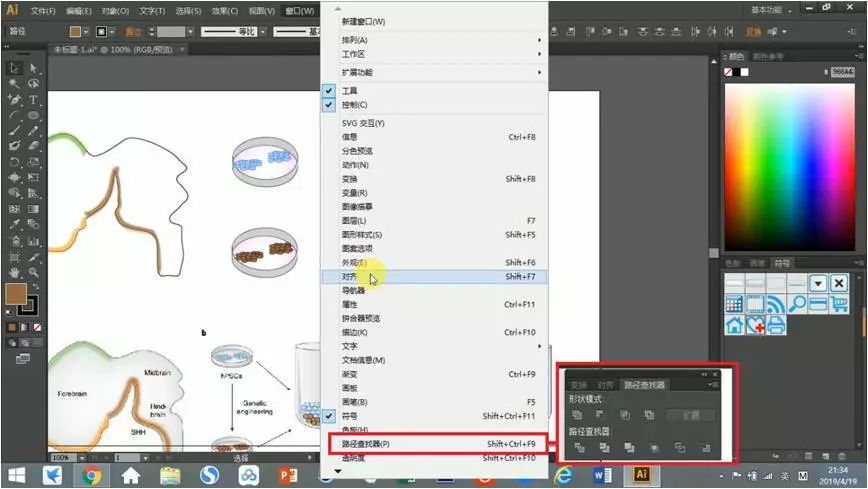 Ai 文件(F) 编辑(E) 对象(O) 文字(T) 选择(S) 效果(C) 视图(V) 窗口(W)
基本功能
路径
描边
等比
基本
变换
未标题-1.ai* @ 100% (RGB/预览)
新建窗口(W)
排列(A)
工作区
扩展功能
工具
控制(C)
SVG 交互(Y)
信息 Ctrl+F8
分色预览
动作(N)
变换 Shift+F8
变量(R)
图像描摹
图层(L) F7
图形样式(S) Shift+F5
图案选项
外观(E) Shift+F6
对齐 Shift+F7
导航器
属性 Ctrl+F11
拼合器预览
描边(K) Ctrl+F10
文字
文档信息(M)
渐变 Ctrl+F9
画板
画笔(B) F5
符号 Shift+Ctrl+F11
色板(H)
路径查找器(P) Shift+Ctrl+F9
透明度 Shift+Ctrl+F10
颜色 颜色参考
966A42
色板 画笔 符号
b
Forebrain
Midbrain
Hind-
brain
SHH
hPSCs
Genetic
engineering
变换 对齐 路径查找器
形状模式:
扩展
路径查找器:
100%
1
选择
英
M
21:34
2019/4/19